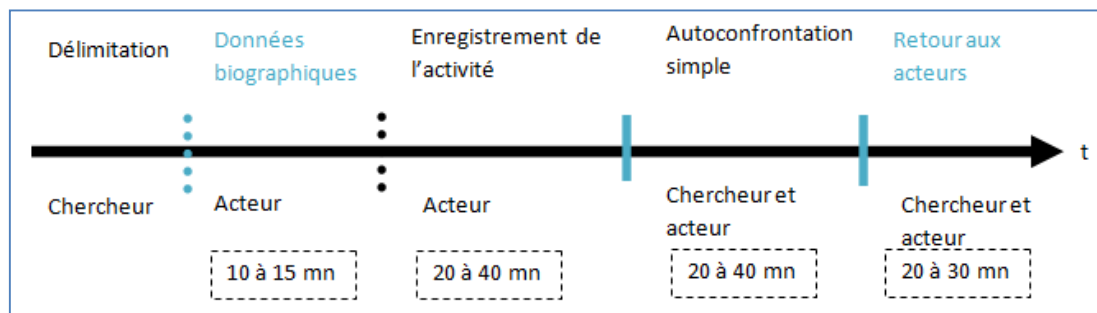 Délimitation
Données
biographiques
Enregistrement de
l'activité
Autoconfrontation
simple
Retour aux
acteurs
t
Chercheur
Acteur
Acteur
Chercheur et
acteur
Chercheur et
acteur
10 à 15 mn
20 à 40 mn
20 à 40 mn
20 à 30 mn